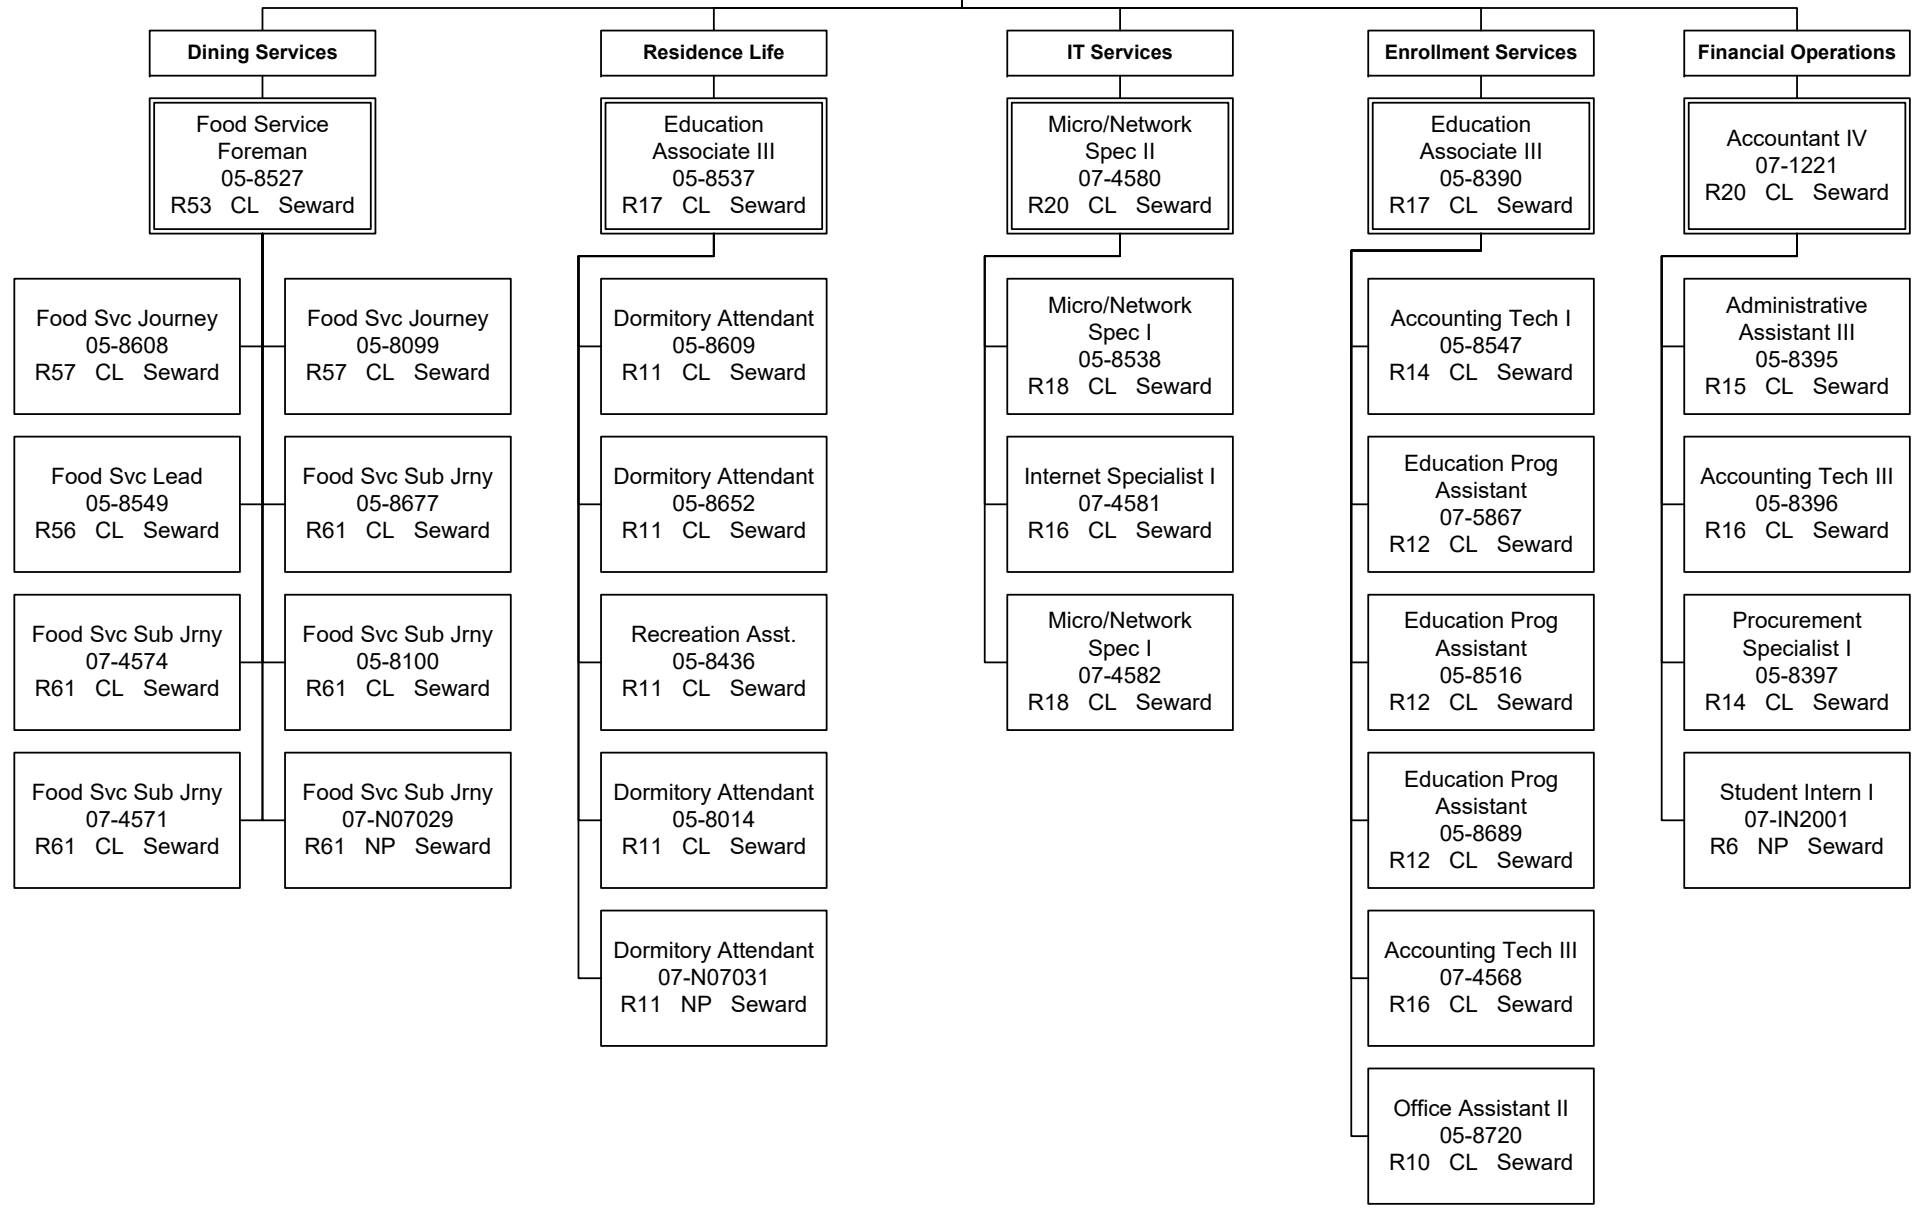 Dining Services
Food Service
Foreman
05-8527
R53 CL Seward
Food Svc Journey
05-8608
R57 CL Seward
Food Svc Journey
05-8099
R57 CL Seward
Food Svc Lead
05-8549
R56 CL Seward
Food Svc Sub Jrny
05-8677
R61 CL Seward
Food Svc Sub Jrny
07-4574
R61 CL Seward
Food Svc Sub Jrny
05-8100
R61 CL Seward
Food Svc Sub Jrny
07-4571
R61 CL Seward
Food Svc Sub Jrny
07-N07029
R61 NP Seward
Residence Life
Education
Associate III
05-8537
R17 CL Seward
Dormitory Attendant
05-8609
R11 CL Seward
Dormitory Attendant
05-8652
R11 CL Seward
Recreation Asst.
05-8436
R11 CL Seward
Dormitory Attendant
05-8014
R11 CL Seward
Dormitory Attendant
07-N07031
R11 NP Seward
IT Services
Micro/Network
Spec II
07-4580
R20 CL Seward
Micro/Network
Spec I
05-8538
R18 CL Seward
Internet Specialist I
07-4581
R16 CL Seward
Micro/Network
Spec I
07-4582
R18 CL Seward
Enrollment Services
Education
Associate III
05-8390
R17 CL Seward
Accounting Tech I
05-8547
R14 CL Seward
Education Prog
Assistant
07-5867
R12 CL Seward
Education Prog
Assistant
05-8516
R12 CL Seward
Education Prog
Assistant
05-8689
R12 CL Seward
Accounting Tech III
07-4568
R16 CL Seward
Office Assistant II
05-8720
R10 CL Seward
Financial Operations
Accountant IV
07-1221
R20 CL Seward
Administrative
Assistant III
05-8395
R15 CL Seward
Accounting Tech III
05-8396
R16 CL Seward
Procurement
Specialist I
05-8397
R14 CL Seward
Student Intern I
07-IN2001
R6 NP Seward